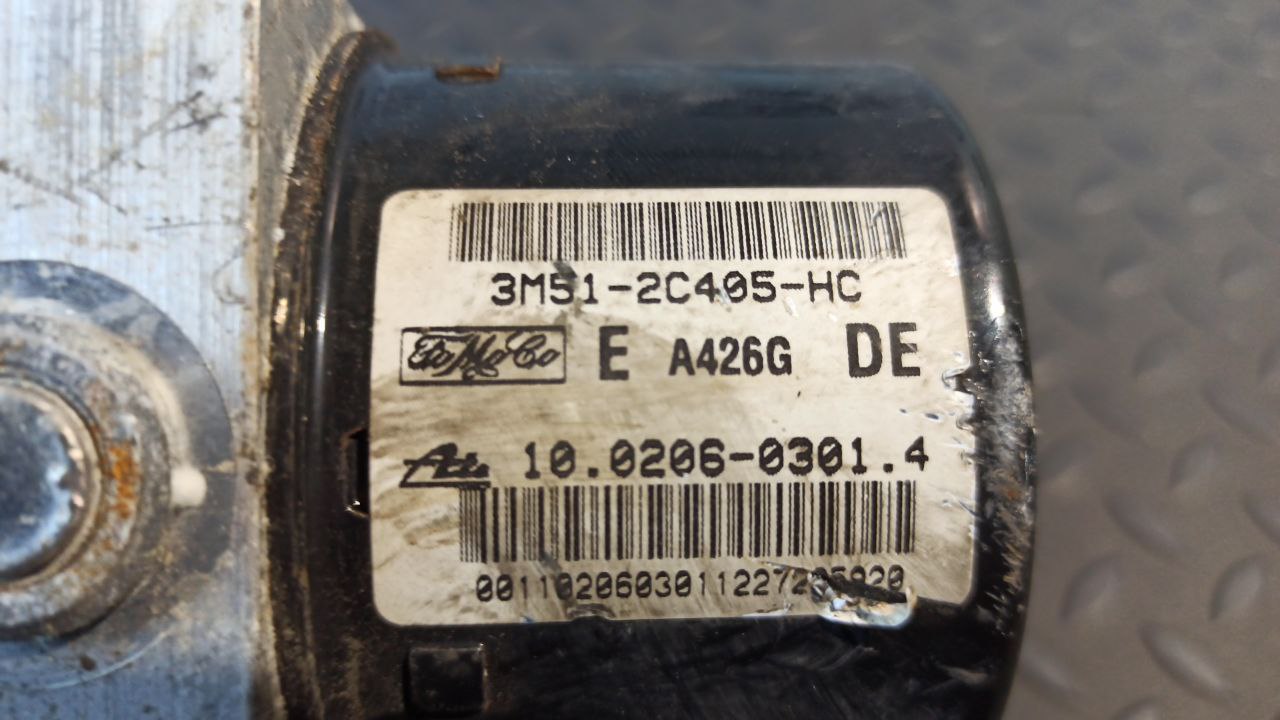 3M51-2C405-HC
FoMoCo E A426G DE
Ate 10.0206-0301.4